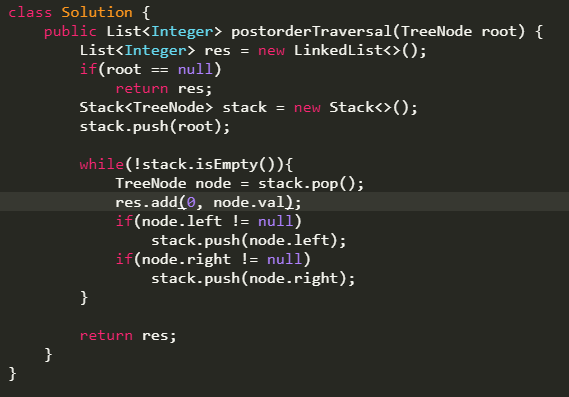 class Solution {
    public List<Integer> postorderTraversal(TreeNode root) {
        List<Integer> res = new LinkedList<>();
        if(root == null)
            return res;
        Stack<TreeNode> stack = new Stack<>();
        stack.push(root);

        while(!stack.isEmpty()){
            TreeNode node = stack.pop();
            res.add(0, node.val);
            if(node.left != null)
                stack.push(node.left);
            if(node.right != null)
                stack.push(node.right);
        }

        return res;
    }
}